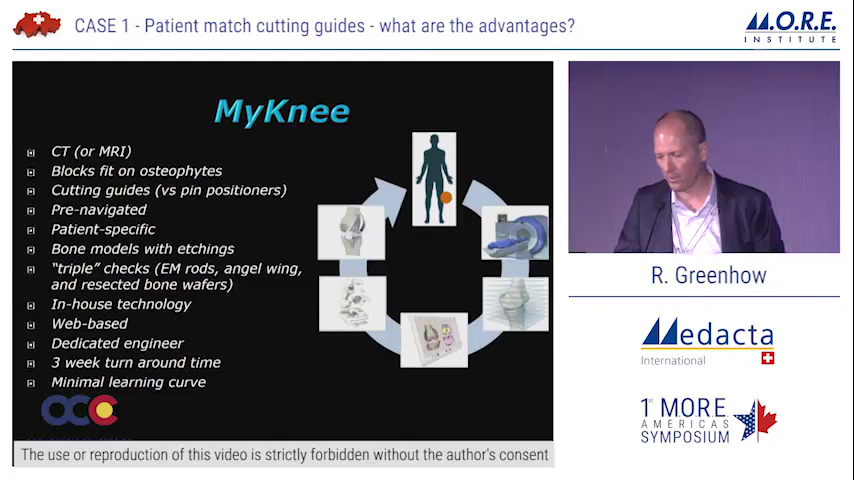 CASE 1 - Patient match cutting guides - what are the advantages?
M.O.R.E.
INSTITUTE
MyKnee
CT (or MRI)
Blocks fit on osteophytes
Cutting guides (vs pin positioners)
Pre-navigated
Patient-specific
Bone models with etchings
"triple" checks (EM rods, angel wing,
and resected bone wafers)
In-house technology
Web-based
Dedicated engineer
3 week turn around time
Minimal learning curve
OCC
The use or reproduction of this video is strictly forbidden without the author's consent
R. Greenhow
Medacta
International
1st MORE
AMERICAS
SYMPOSIUM